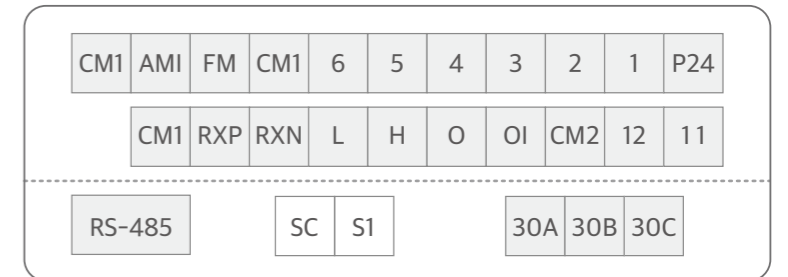 CM1 AMI FM CM1 6 5 4 3 2 1 P24
CM1 RXP RXN L H O OI CM2 12 11
RS-485 SC S1 30A 30B 30C